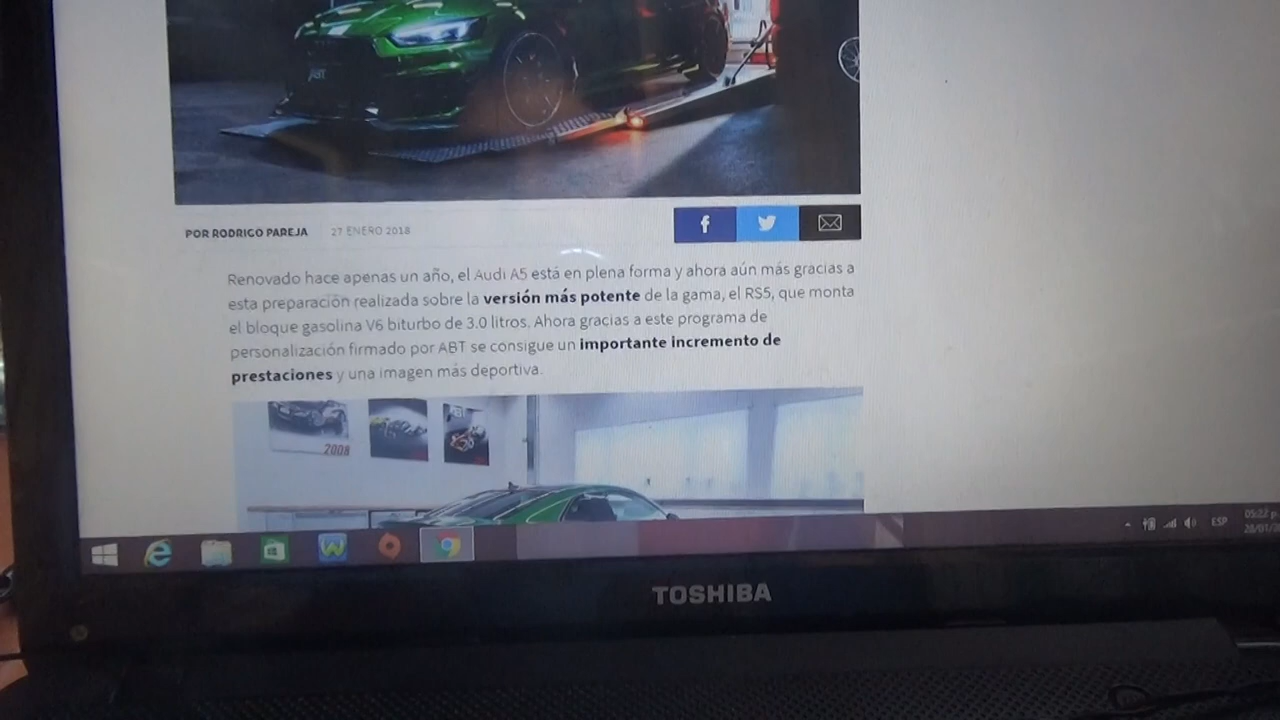 ABT
POR RODRIGO PAREJA 27 ENERO 2018
Renovado hace apenas un año, el Audi A5 está en plena forma y ahora aún más gracias a
esta preparación realizada sobre la versión más potente de la gama, el RS5, que monta
el bloque gasolina V6 biturbo de 3.0 litros. Ahora gracias a este programa de
personalización firmado por ABT se consigue un importante incremento de
prestaciones y una imagen más deportiva.
2008
ESP
05:22
TOSHIBA